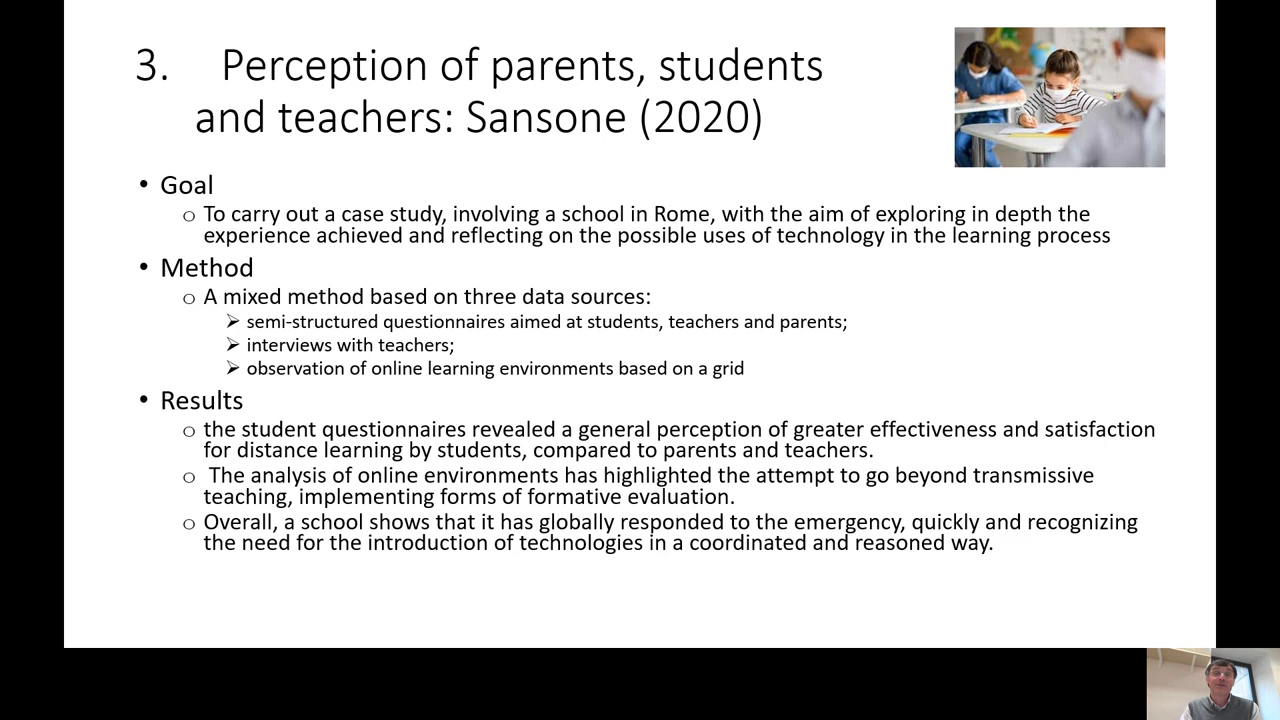 3. Perception of parents, students
and teachers: Sansone (2020)
• Goal
o To carry out a case study, involving a school in Rome, with the aim of exploring in depth the
experience achieved and reflecting on the possible uses of technology in the learning process
• Method
o A mixed method based on three data sources:
➢ semi-structured questionnaires aimed at students, teachers and parents;
➢ interviews with teachers;
➢ observation of online learning environments based on a grid
• Results
o the student questionnaires revealed a general perception of greater effectiveness and satisfaction
for distance learning by students, compared to parents and teachers.
o The analysis of online environments has highlighted the attempt to go beyond transmissive
teaching, implementing forms of formative evaluation.
o Overall, a school shows that it has globally responded to the emergency, quickly and recognizing
the need for the introduction of technologies in a coordinated and reasoned way.